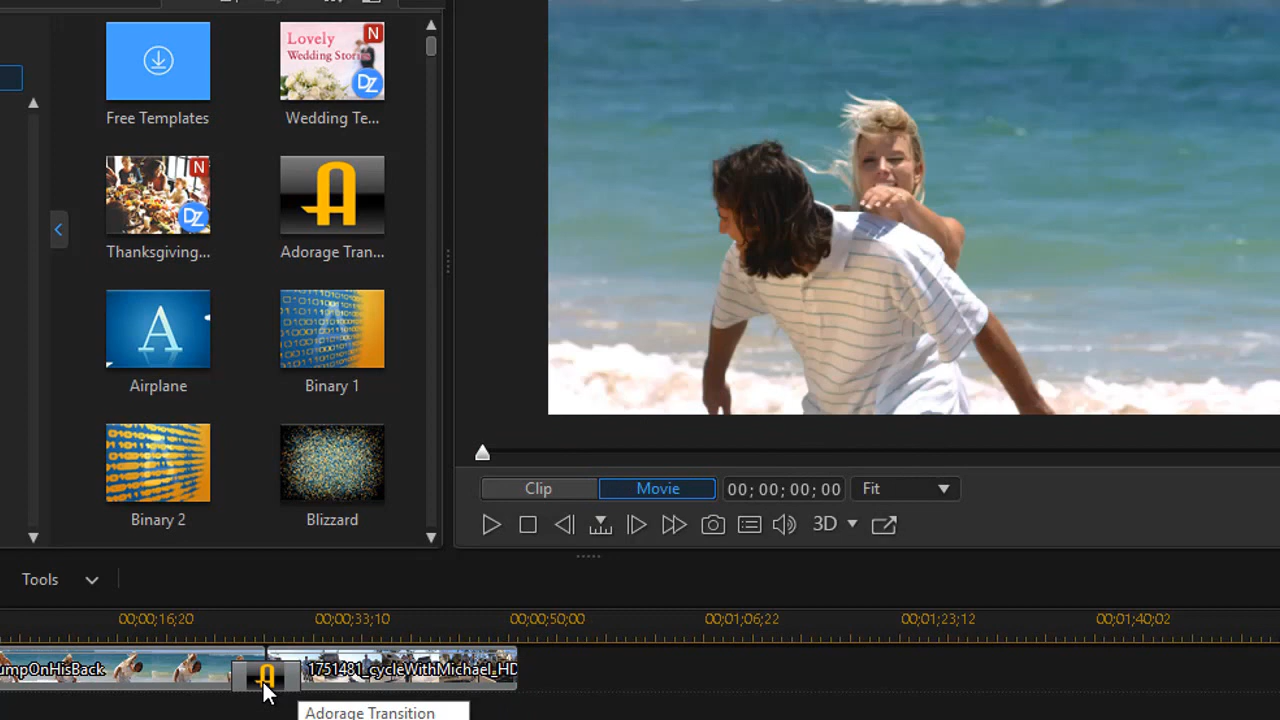 Lovely
Wedding Stories
N
DZ
Free Templates
Wedding Te...
N
DZ
A
Thanksgiving...
Adorage Tran...
A
Airplane
Binary 1
Binary 2
Blizzard
Clip
Movie
00; 00; 00; 00
Fit
3D
Tools
00;00;16;20
00;00;33;10
00;00;50;00
00;01;06;22
00;01;23;12
00;01;40;02
umpOnHisBack
A
1751481_cycleWithMichael_HD
Adorage Transition